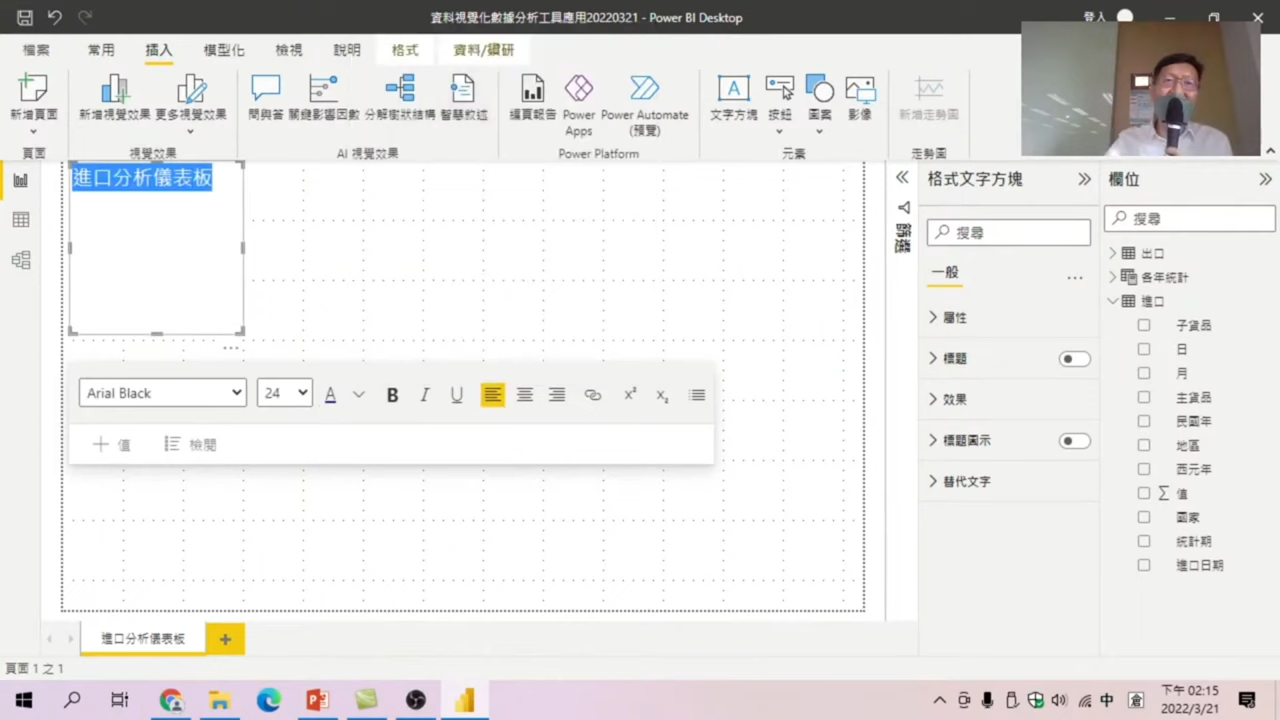 資料視覺化數據分析工具應用20220321 - Power BI Desktop
登入
檔案 常用 插入 模型化 檢視 說明 格式 資料/鑽研
新增頁面 新增視覺效果 更多視覺效果 問與答 關鍵影響因數 分解樹狀結構 智慧敘述 編頁報告 Power Apps Power Automate (預覽) 文字方塊 按鈕 圖案 影像 新增走勢圖
頁面 視覺效果 AI 視覺效果 Power Platform 元素 走勢圖
進口分析儀表板
篩選
格式文字方塊
搜尋
一般
屬性
標題
效果
標題圖示
替代文字
欄位
搜尋
出口
各年統計
進口
子貨品
日
月
主貨品
民國年
地區
西元年
Σ 值
國家
統計期
進口日期
Arial Black 24 A B I U x² x₂
值 檢閱
進口分析儀表板 +
頁面 1 之 1
中 倉 下午 02:15
2022/3/21